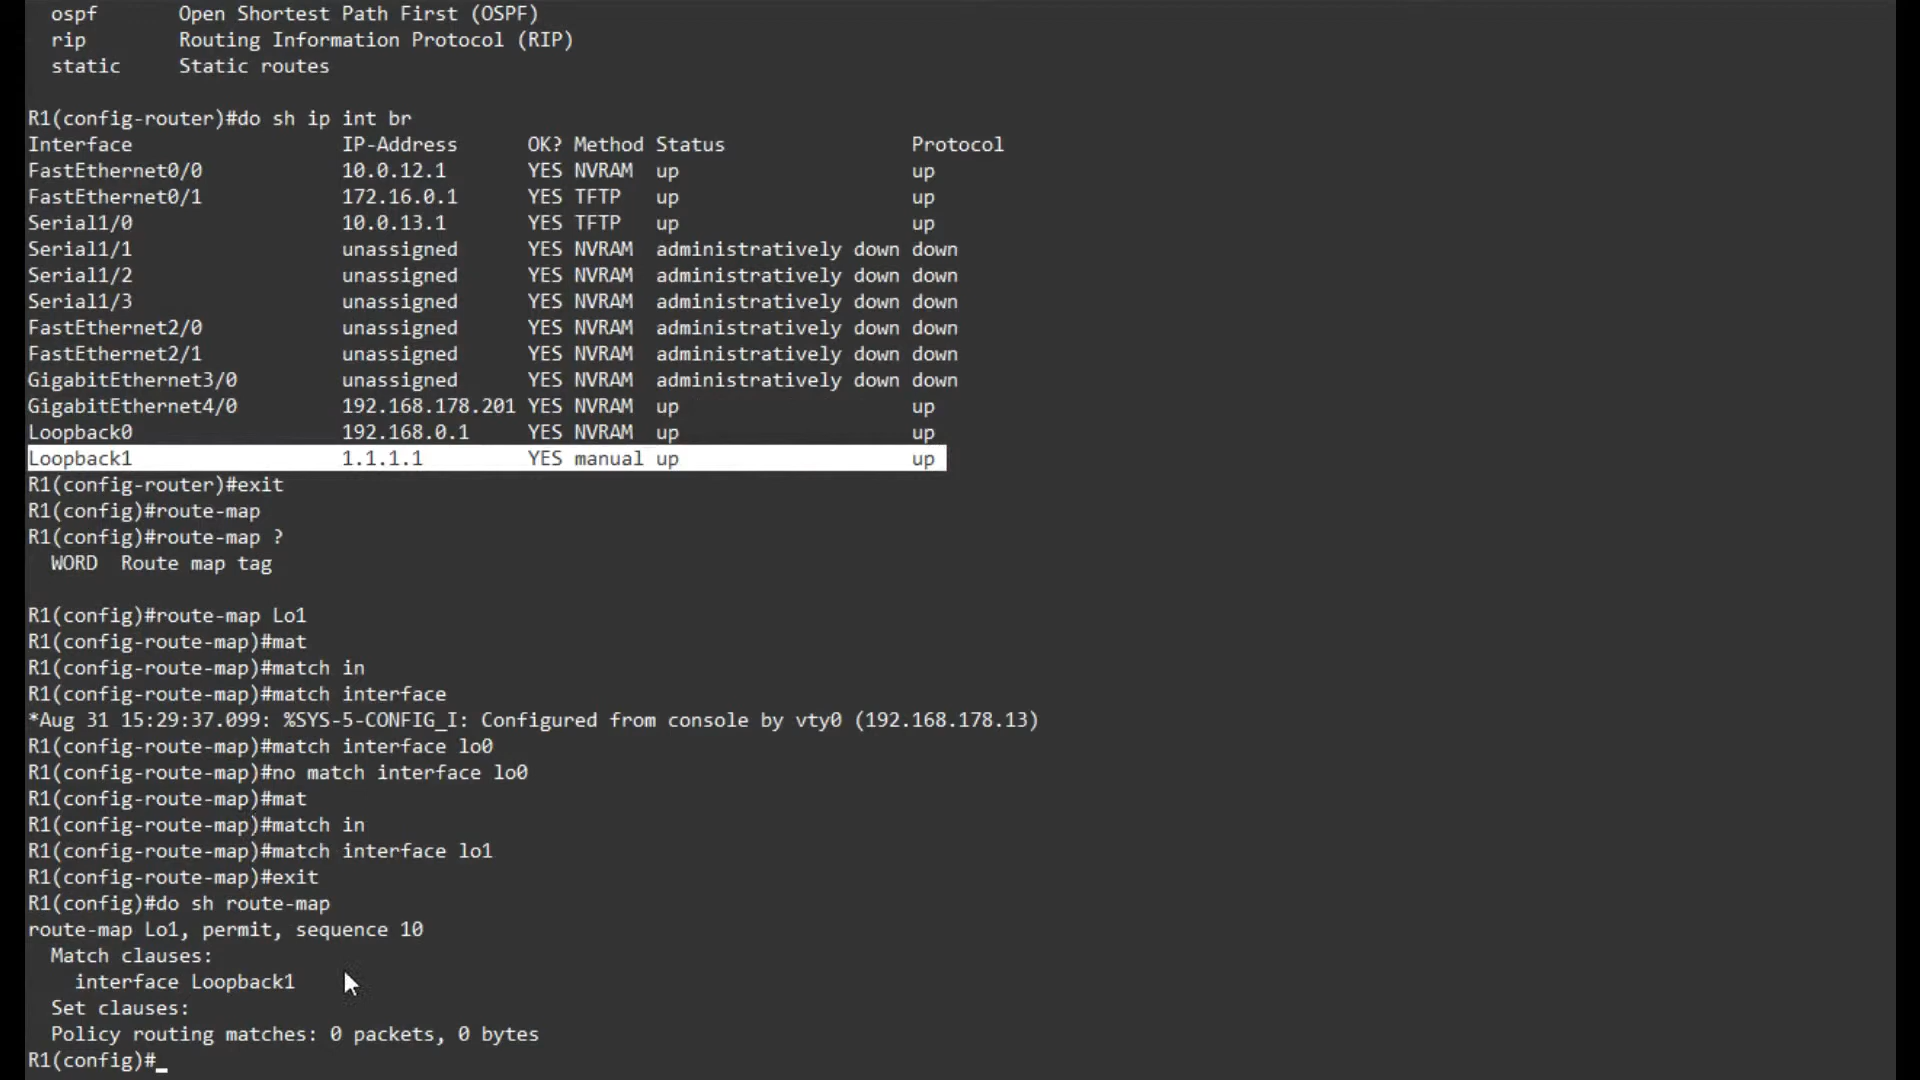 ospf Open Shortest Path First (OSPF)
rip Routing Information Protocol (RIP)
static Static routes
R1(config-router)#do sh ip int br
Interface IP-Address OK? Method Status Protocol
FastEthernet0/0 10.0.12.1 YES NVRAM up up
FastEthernet0/1 172.16.0.1 YES TFTP up up
Serial1/0 10.0.13.1 YES TFTP up up
Serial1/1 unassigned YES NVRAM administratively down down
Serial1/2 unassigned YES NVRAM administratively down down
Serial1/3 unassigned YES NVRAM administratively down down
FastEthernet2/0 unassigned YES NVRAM administratively down down
FastEthernet2/1 unassigned YES NVRAM administratively down down
GigabitEthernet3/0 unassigned YES NVRAM administratively down down
GigabitEthernet4/0 192.168.178.201 YES NVRAM up up
Loopback0 192.168.0.1 YES NVRAM up up
Loopback1 1.1.1.1 YES manual up up
R1(config-router)#exit
R1(config)#route-map
R1(config)#route-map ?
WORD Route map tag
R1(config)#route-map Lo1
R1(config-route-map)#mat
R1(config-route-map)#match in
R1(config-route-map)#match interface
*Aug 31 15:29:37.099: %SYS-5-CONFIG_I: Configured from console by vty0 (192.168.178.13)
R1(config-route-map)#match interface lo0
R1(config-route-map)#no match interface lo0
R1(config-route-map)#mat
R1(config-route-map)#match in
R1(config-route-map)#match interface lo1
R1(config-route-map)#exit
R1(config)#do sh route-map
route-map Lo1, permit, sequence 10
Match clauses:
interface Loopback1
Set clauses:
Policy routing matches: 0 packets, 0 bytes
R1(config)#_